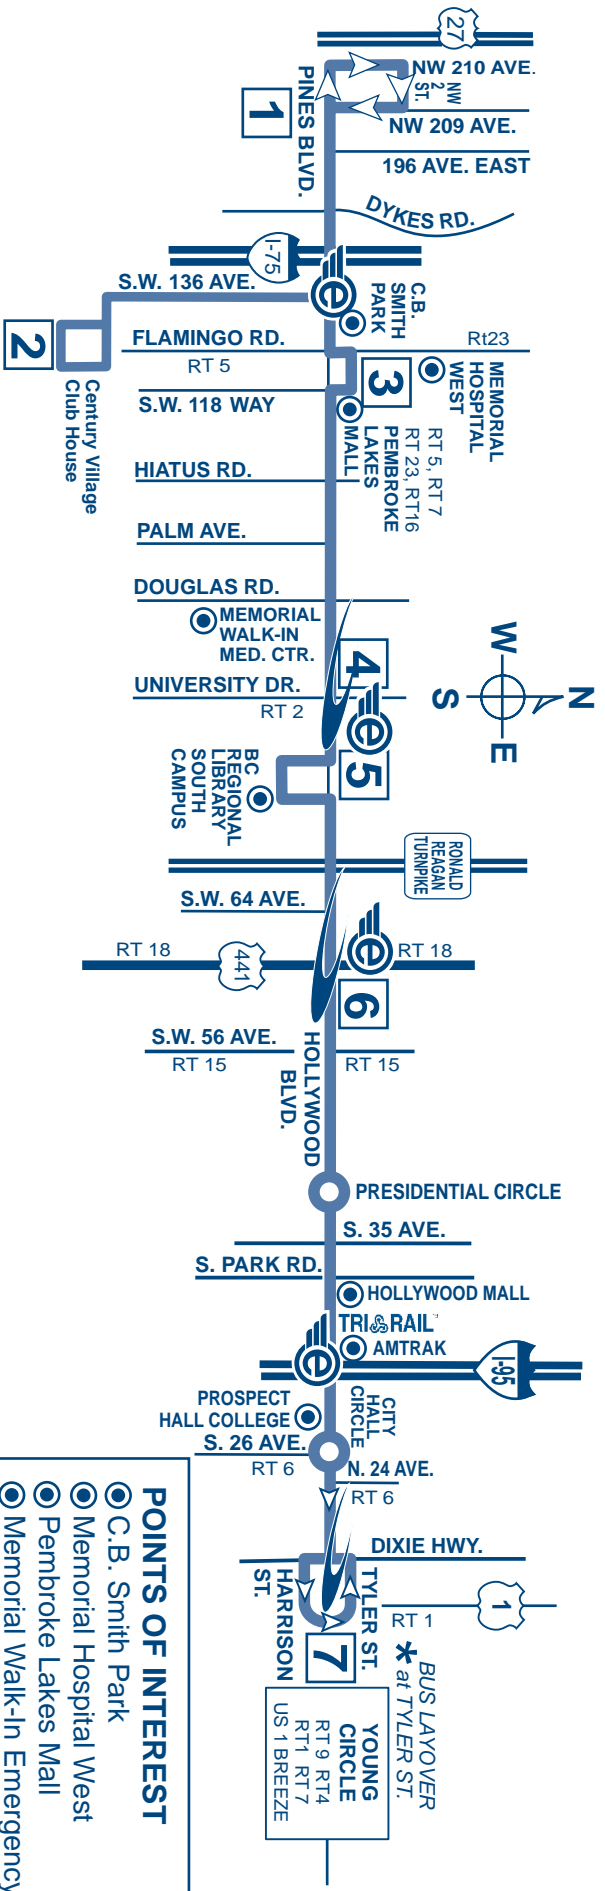 27
NW 210 AVE.
NW
2
ST.
NW 209 AVE.
196 AVE. EAST
PINES BLVD.
1
DYKES RD.
I-75
S.W. 136 AVE.
e
C.B.
SMITH
PARK
2
Century Village
Club House
FLAMINGO RD.
RT 5
Rt23
3
MEMORIAL
HOSPITAL
WEST
S.W. 118 WAY
RT 5, RT 7
RT 23, RT16
PEMBROKE
LAKES
MALL
HIATUS RD.
PALM AVE.
DOUGLAS RD.
MEMORIAL
WALK-IN
MED. CTR.
4
UNIVERSITY DR.
RT 2
e
5
N
W
E
S
BC
REGIONAL
LIBRARY
SOUTH
CAMPUS
RONALD
REAGAN
TURNPIKE
S.W. 64 AVE.
RT 18
441
e
RT 18
6
S.W. 56 AVE.
RT 15
RT 15
HOLLYWOOD
BLVD.
PRESIDENTIAL CIRCLE
S. 35 AVE.
S. PARK RD.
HOLLYWOOD MALL
TRI RAIL
AMTRAK
e
I-95
PROSPECT
HALL COLLEGE
CITY
HALL
CIRCLE
S. 26 AVE.
RT 6
N. 24 AVE.
RT 6
DIXIE HWY.
TYLER ST.
HARRISON
ST.
1
RT 1
7
BUS LAYOVER
* at TYLER ST.
YOUNG
CIRCLE
RT 9 RT4
RT1 RT 7
US 1 BREEZE
POINTS OF INTEREST
C.B. Smith Park
Memorial Hospital West
Pembroke Lakes Mall
Memorial Walk-In Emergency